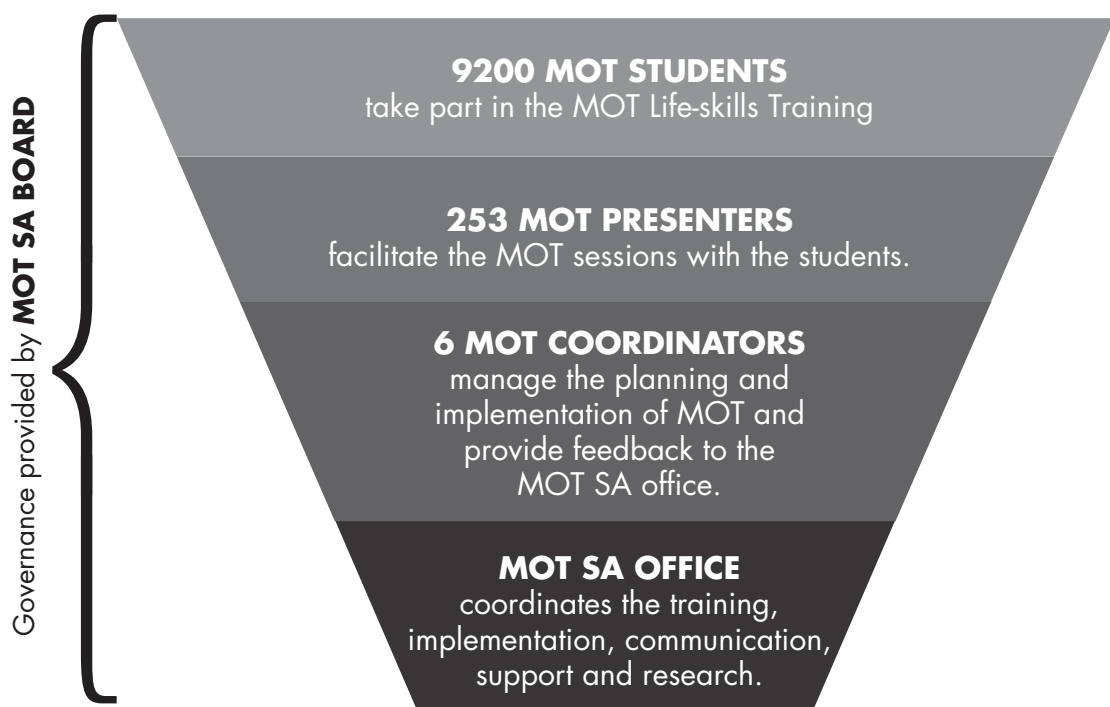 Governance provided by MOT SA BOARD
9200 MOT STUDENTS
take part in the MOT Life-skills Training
253 MOT PRESENTERS
facilitate the MOT sessions with the students.
6 MOT COORDINATORS
manage the planning and
implementation of MOT and
provide feedback to the
MOT SA office.
MOT SA OFFICE
coordinates the training,
implementation, communication,
support and research.